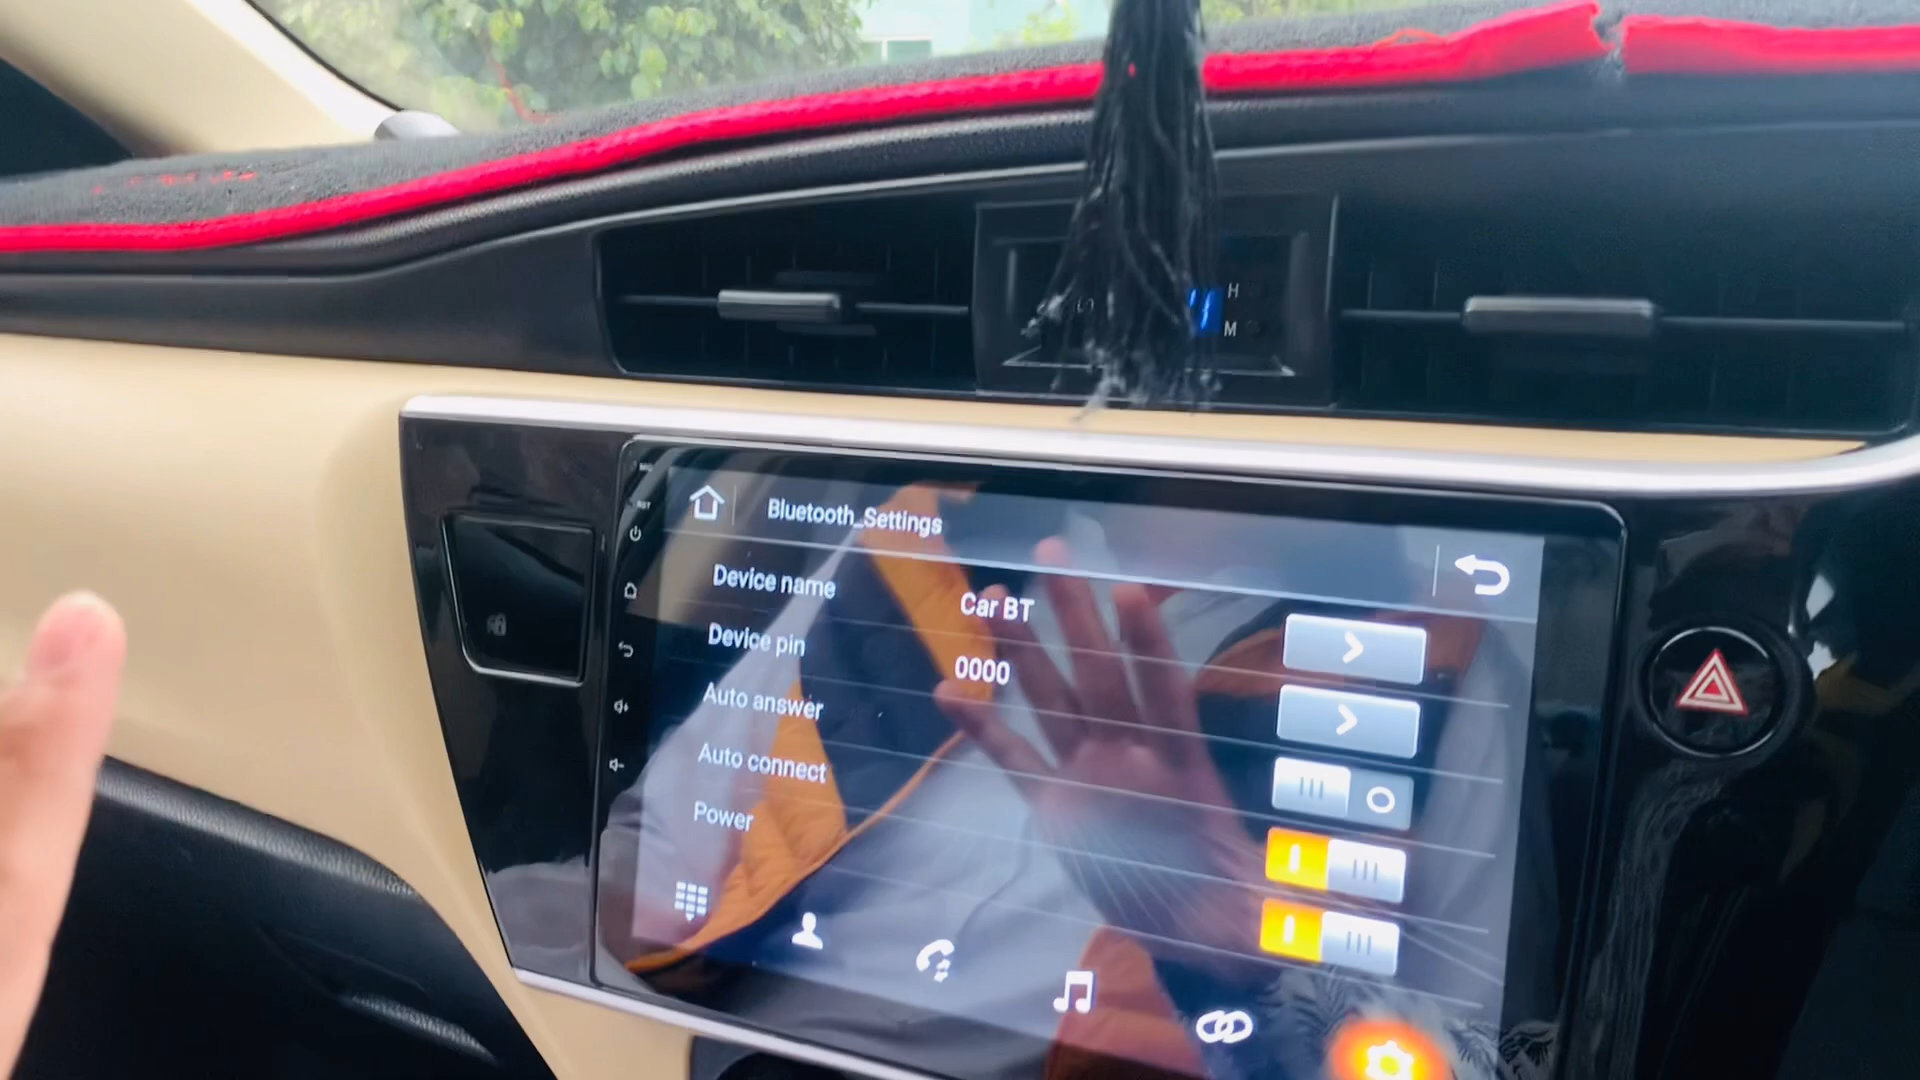 H
M
Bluetooth_Settings
Device name
Car BT
Device pin
0000
Auto answer
Auto connect
Power